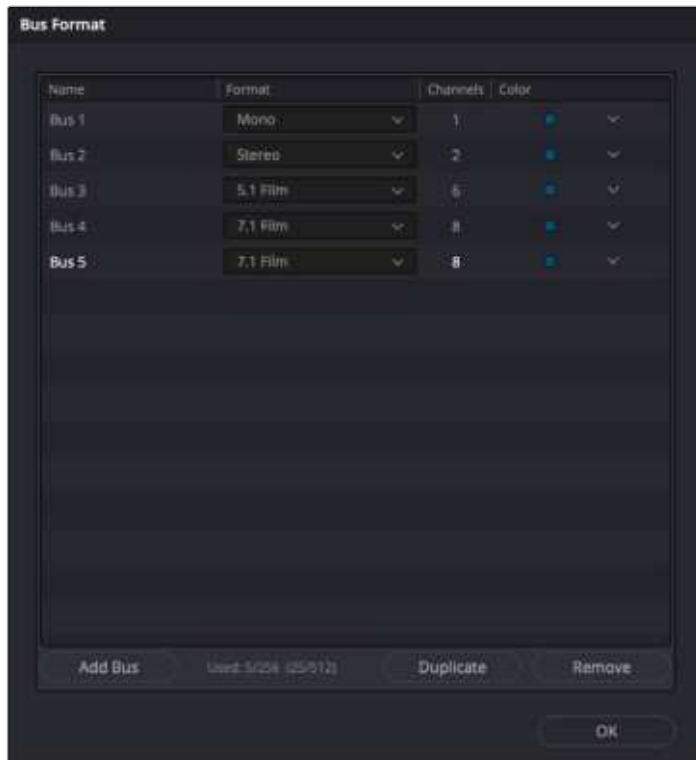 Bus Format
Name Format Channels Color
Bus 1 Mono 1
Bus 2 Stereo 2
Bus 3 5.1 Film 6
Bus 4 7.1 Film 8
Bus 5 7.1 Film 8
Add Bus Used: 5/256 (25/512) Duplicate Remove
OK